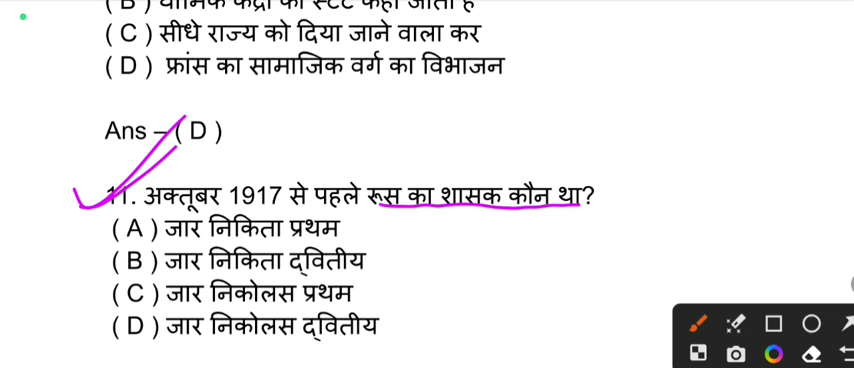 ( C ) सीधे राज्य को दिया जाने वाला कर
( D ) फ्रांस का सामाजिक वर्ग का विभाजन
Ans – ( D )
11. अक्तूबर 1917 से पहले रूस का शासक कौन था?
( A ) जार निकिता प्रथम
( B ) जार निकिता द्वितीय
( C ) जार निकोलस प्रथम
( D ) जार निकोलस द्वितीय